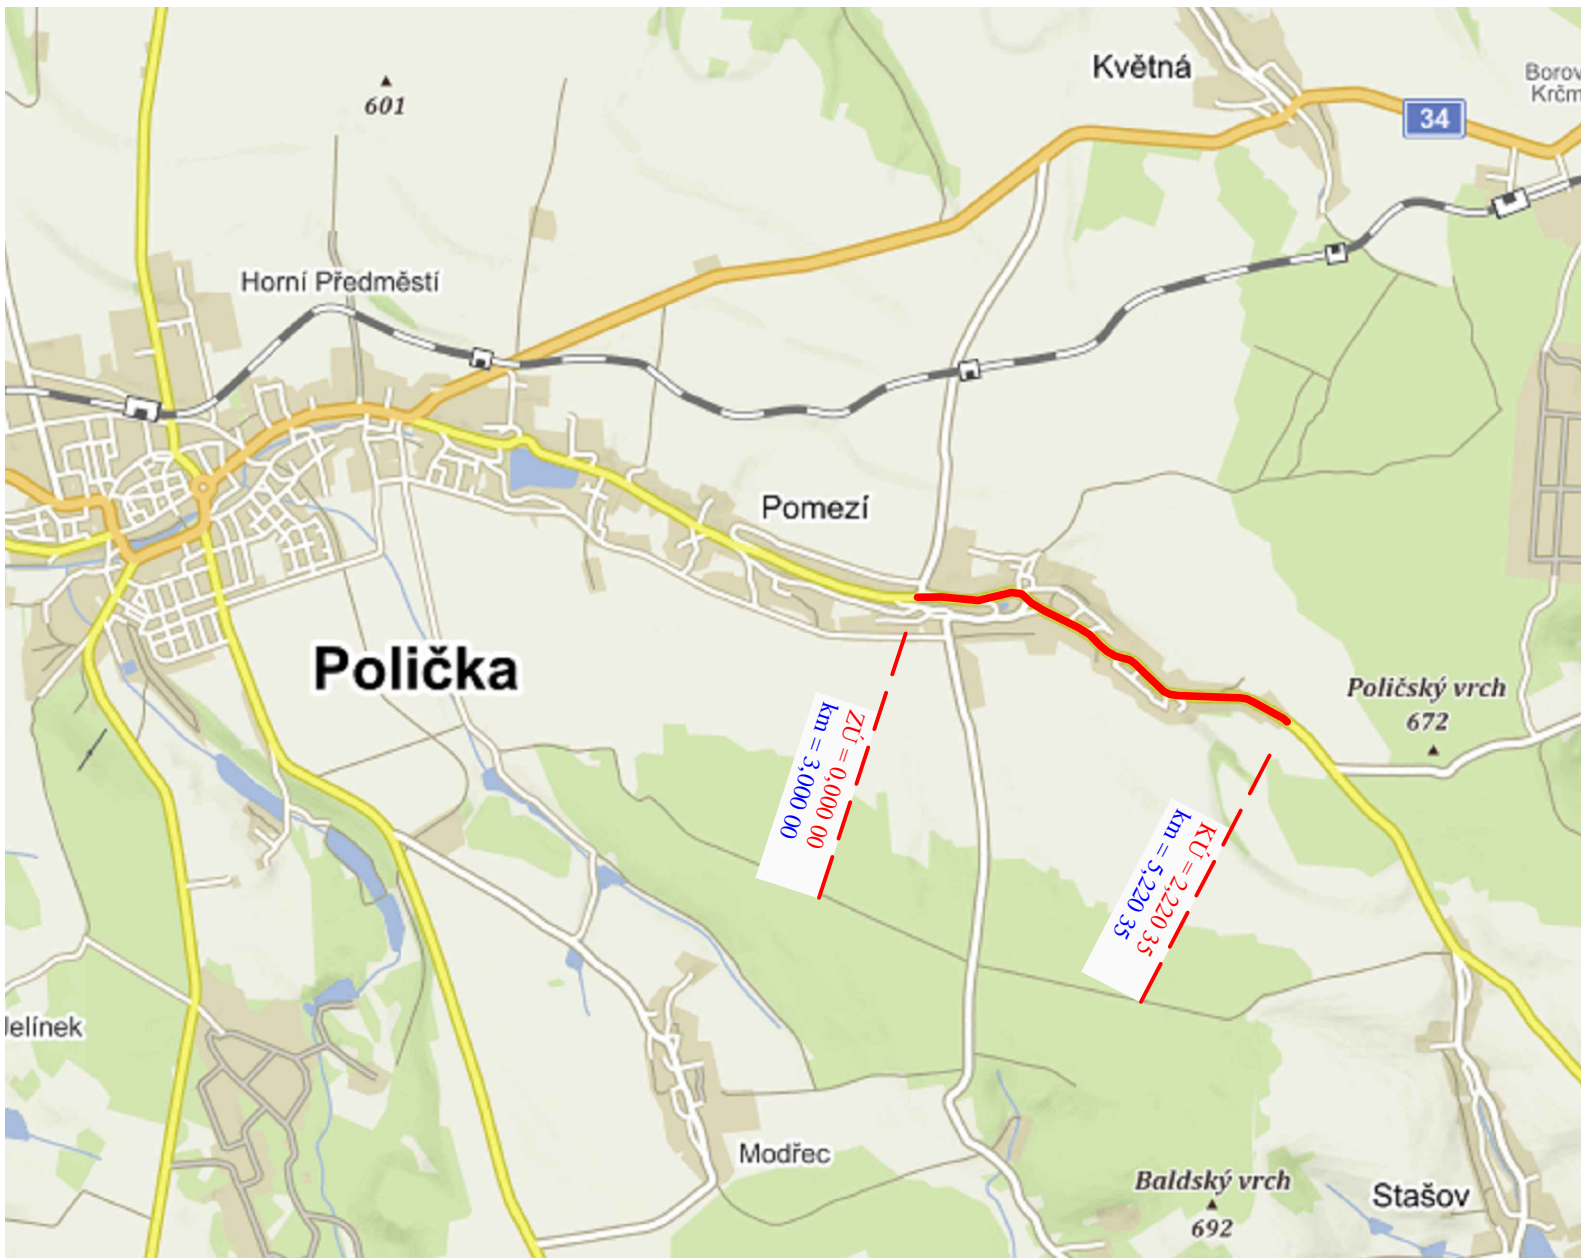 Květná
Borov
Krčm
34
601
Horní Předměstí
Pomezí
Polička
Poličský vrch
672
ZÚ = 0,000 00
km = 3,000 00
KÚ = 2,220 35
km = 5,220 35
Jelínek
Modřec
Baldský vrch
692
Stašov